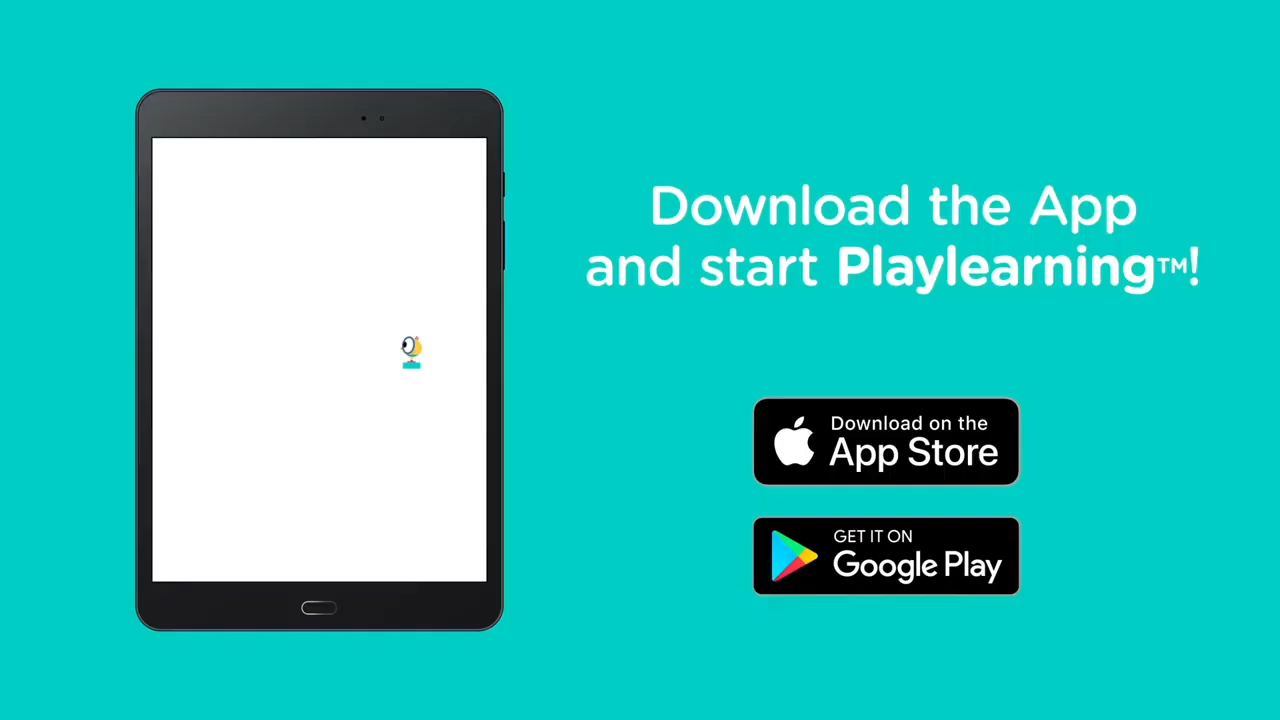 Download the App
and start Playlearning™!
Download on the
App Store
GET IT ON
Google Play